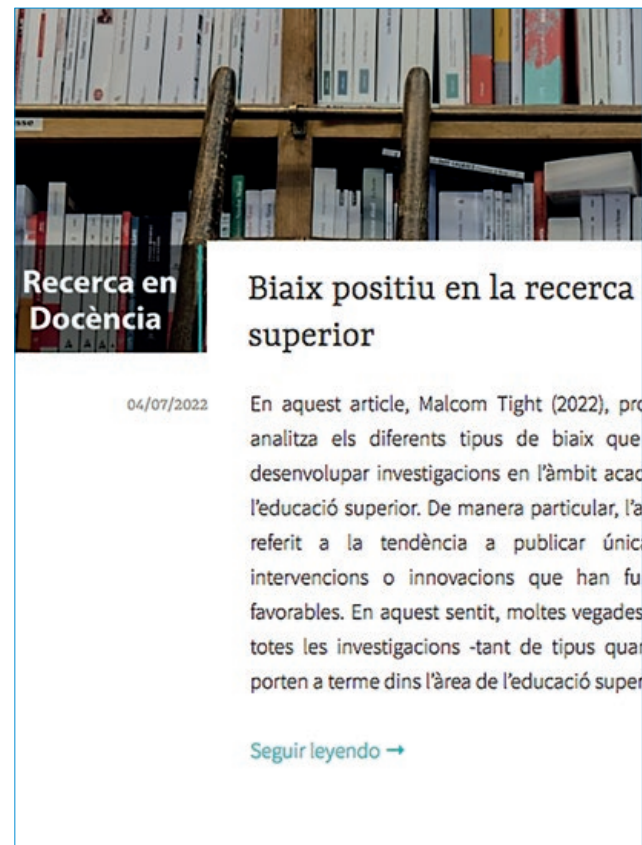 Recerca en
Docència
Biaix positiu en la recerca
superior
04/07/2022
En aquest article, Malcom Tight (2022), pro
analitza els diferents tipus de biaix que
desenvolupar investigacions en l'àmbit acad
l'educació superior. De manera particular, l'a
referit a la tendència a publicar única
intervencions o innovacions que han fu
favorables. En aquest sentit, moltes vegades
totes les investigacions -tant de tipus quan
porten a terme dins l'àrea de l'educació super
Seguir leyendo →